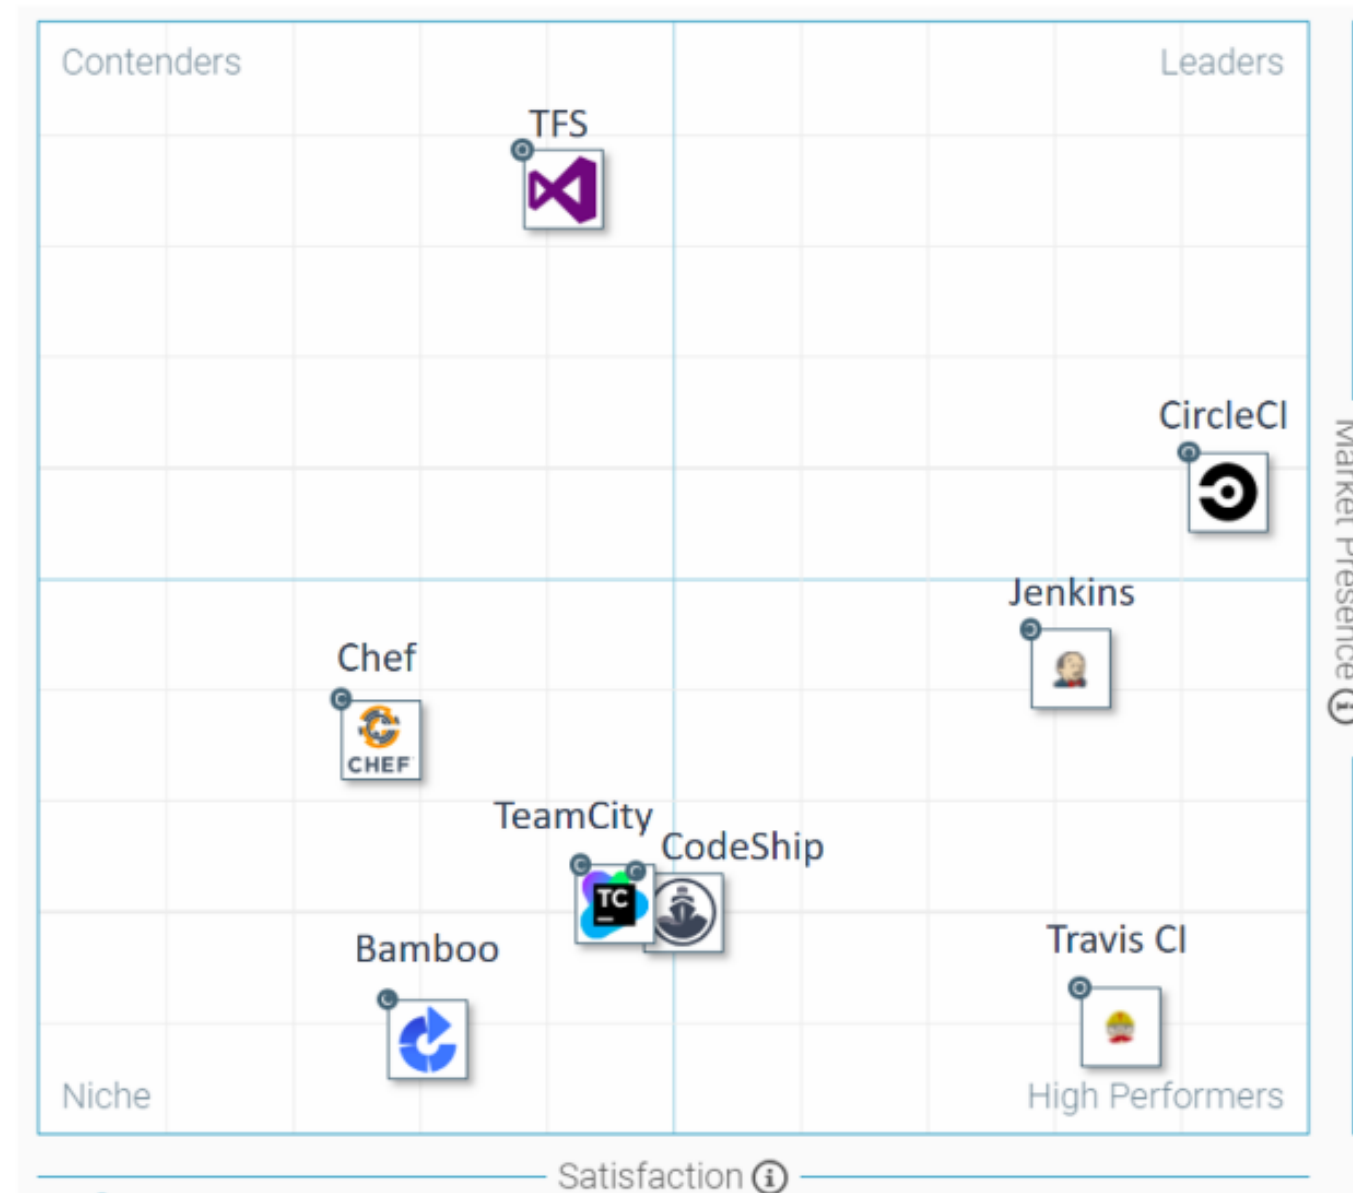 Contenders
Leaders
TFS
CircleCI
Market Presence
Jenkins
Chef
CHEF
TeamCity
CodeShip
TC
Bamboo
Travis CI
Niche
High Performers
Satisfaction